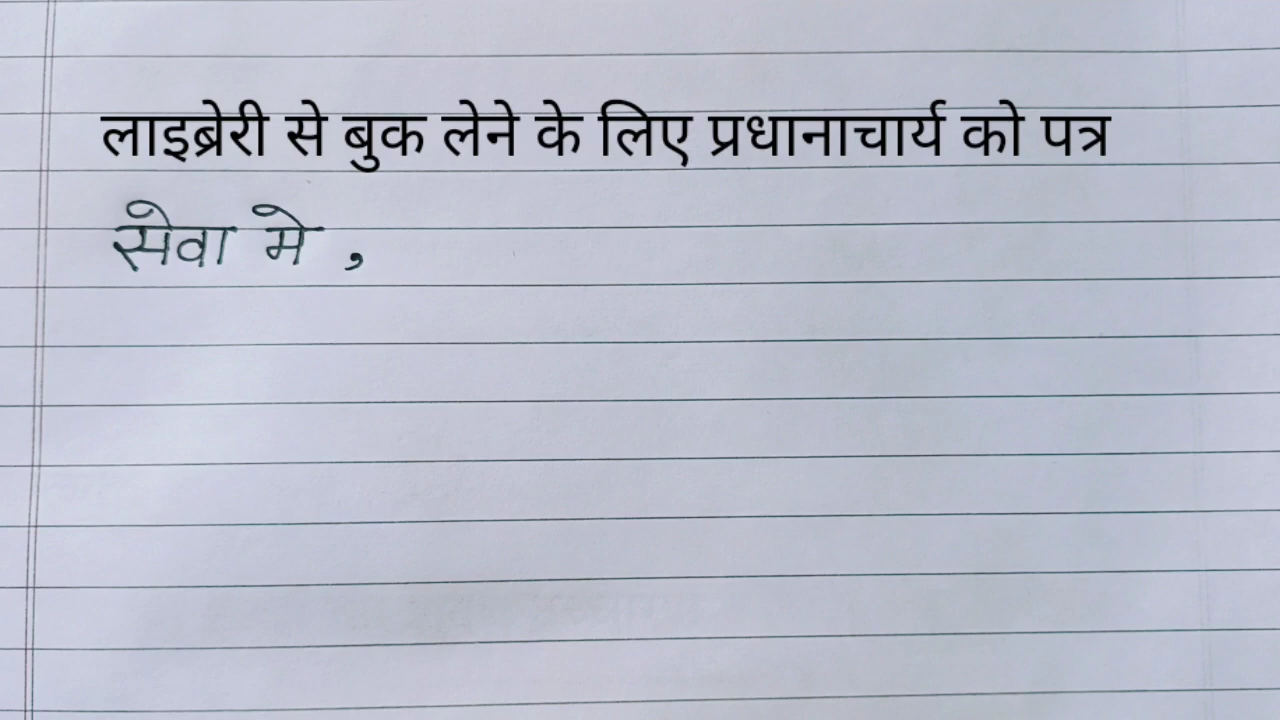 लाइब्रेरी से बुक लेने के लिए प्रधानाचार्य को पत्र
सेवा मे ,